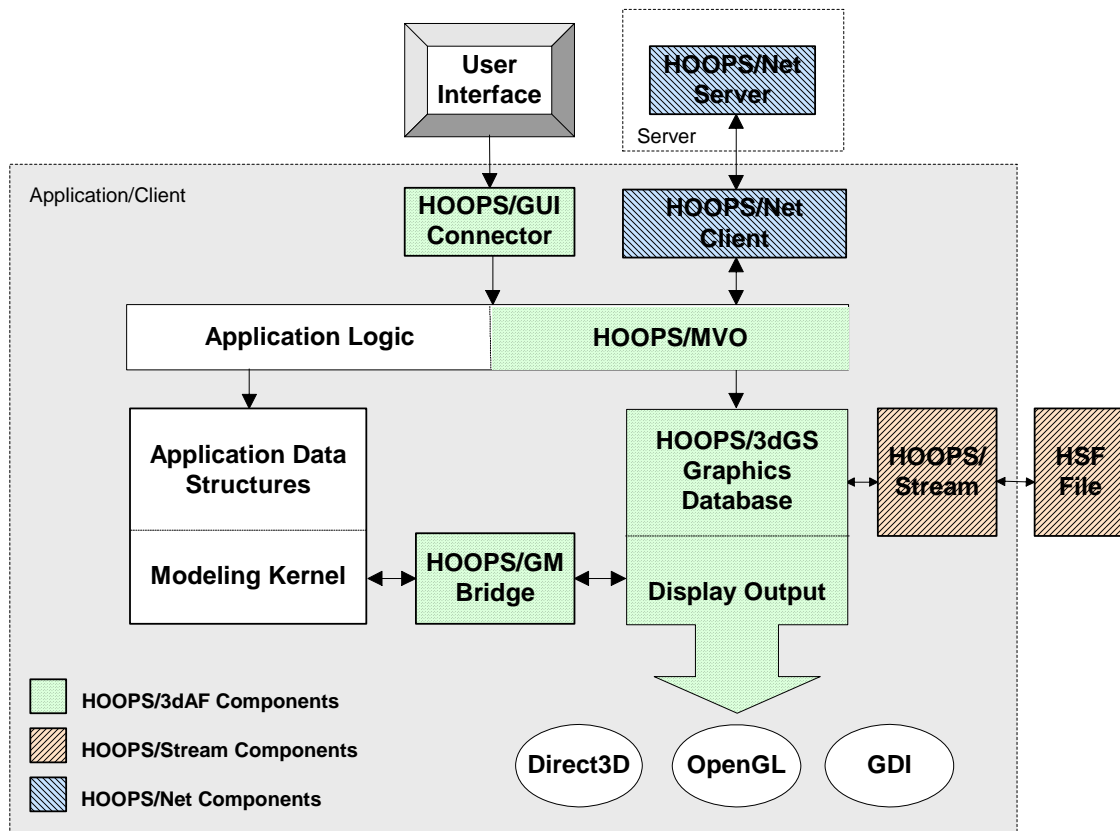 User
Interface
HOOPS/Net
Server
Server
Application/Client
HOOPS/GUI
Connector
HOOPS/Net
Client
Application Logic
HOOPS/MVO
Application Data
Structures
HOOPS/3dGS
Graphics
Database
HOOPS/
Stream
HSF
File
Modeling Kernel
HOOPS/GM
Bridge
Display Output
HOOPS/3dAF Components
HOOPS/Stream Components
HOOPS/Net Components
Direct3D
OpenGL
GDI